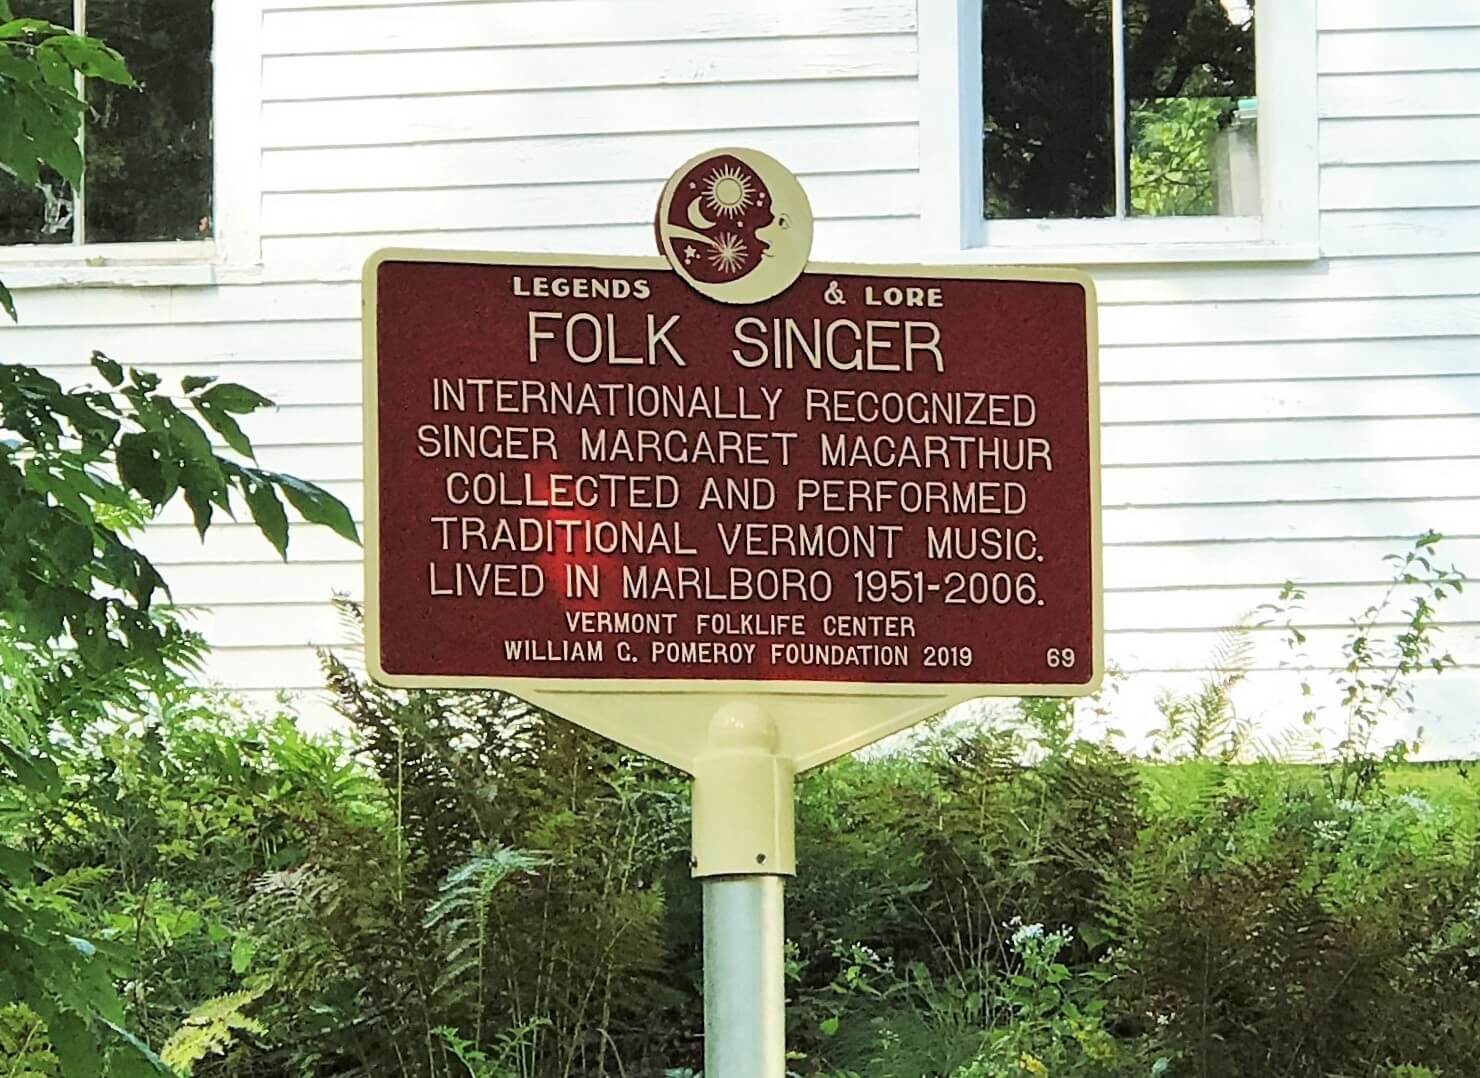 LEGENDS & LORE
FOLK SINGER
INTERNATIONALLY RECOGNIZED
SINGER MARGARET MACARTHUR
COLLECTED AND PERFORMED
TRADITIONAL VERMONT MUSIC.
LIVED IN MARLBORO 1951-2006.
VERMONT FOLKLIFE CENTER
WILLIAM G. POMEROY FOUNDATION 2019 69